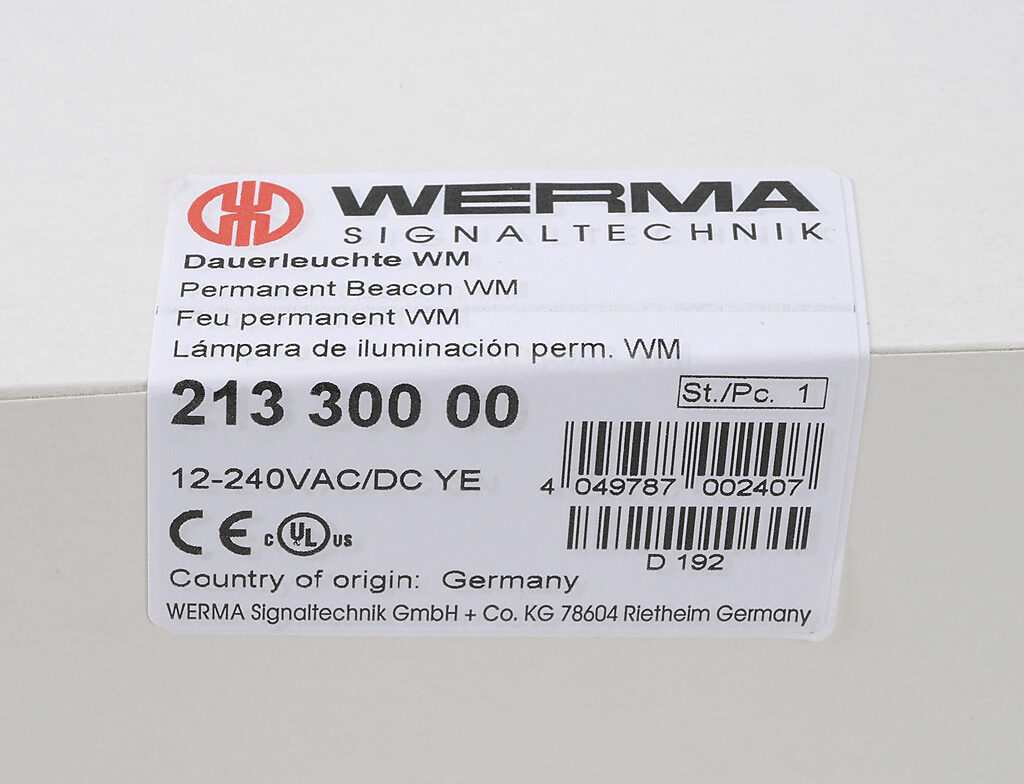 WERMA
SIGNALTECHNIK
Dauerleuchte WM
Permanent Beacon WM
Feu permanent WM
Lámpara de iluminación perm. WM
213 300 00
St./Pc. 1
12-240VAC/DC YE
4 049787 002407
CE c UL US
D 192
Country of origin: Germany
WERMA Signaltechnik GmbH + Co. KG 78604 Rietheim Germany